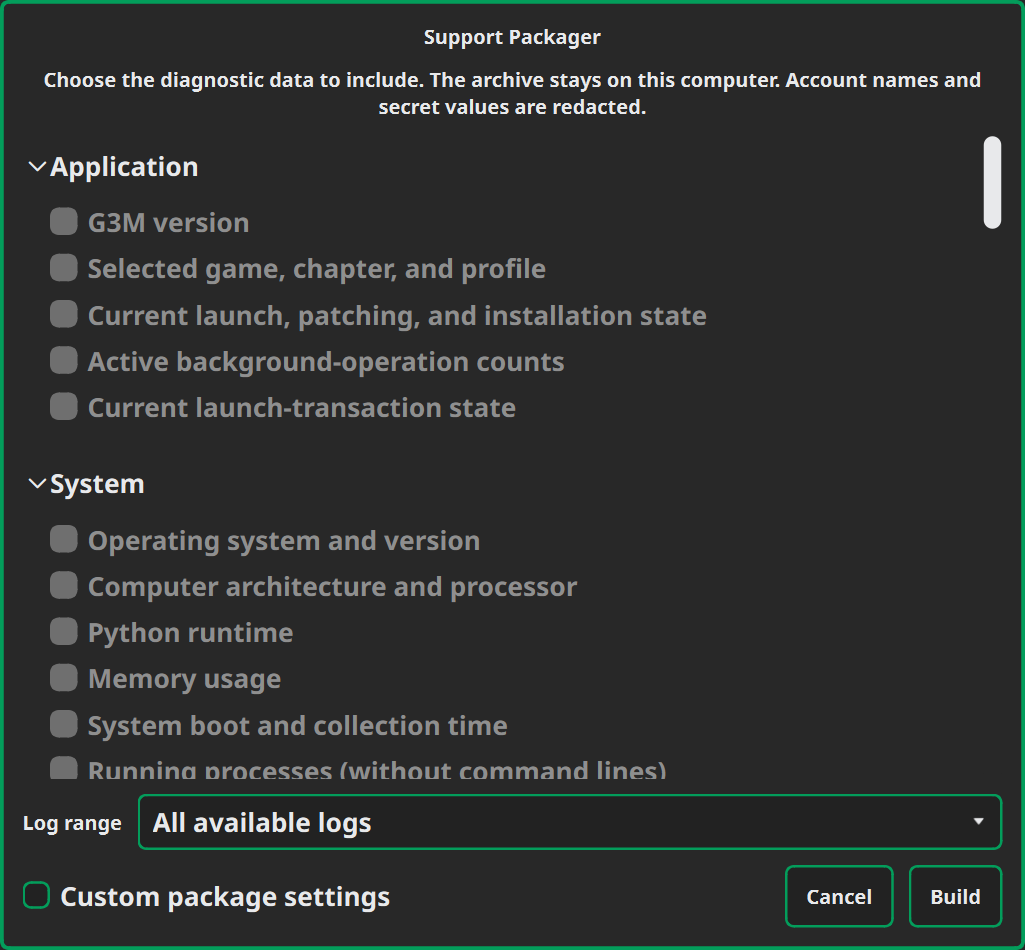 Support Packager
Choose the diagnostic data to include. The archive stays on this computer. Account names and
secret values are redacted.
Application
G3M version
Selected game, chapter, and profile
Current launch, patching, and installation state
Active background-operation counts
Current launch-transaction state
System
Operating system and version
Computer architecture and processor
Python runtime
Memory usage
System boot and collection time
Running processes (without command lines)
Log range
All available logs
Custom package settings
Cancel
Build